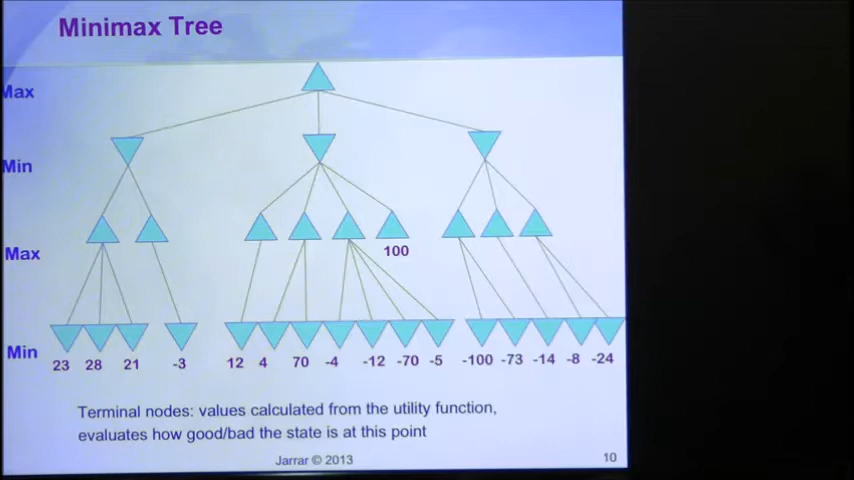 Minimax Tree
Max
Min
Max
100
Min
23 28 21 -3 12 4 70 -4 -12 -70 -5 -100 -73 -14 -8 -24
Terminal nodes: values calculated from the utility function,
evaluates how good/bad the state is at this point
Jarrar © 2013
10